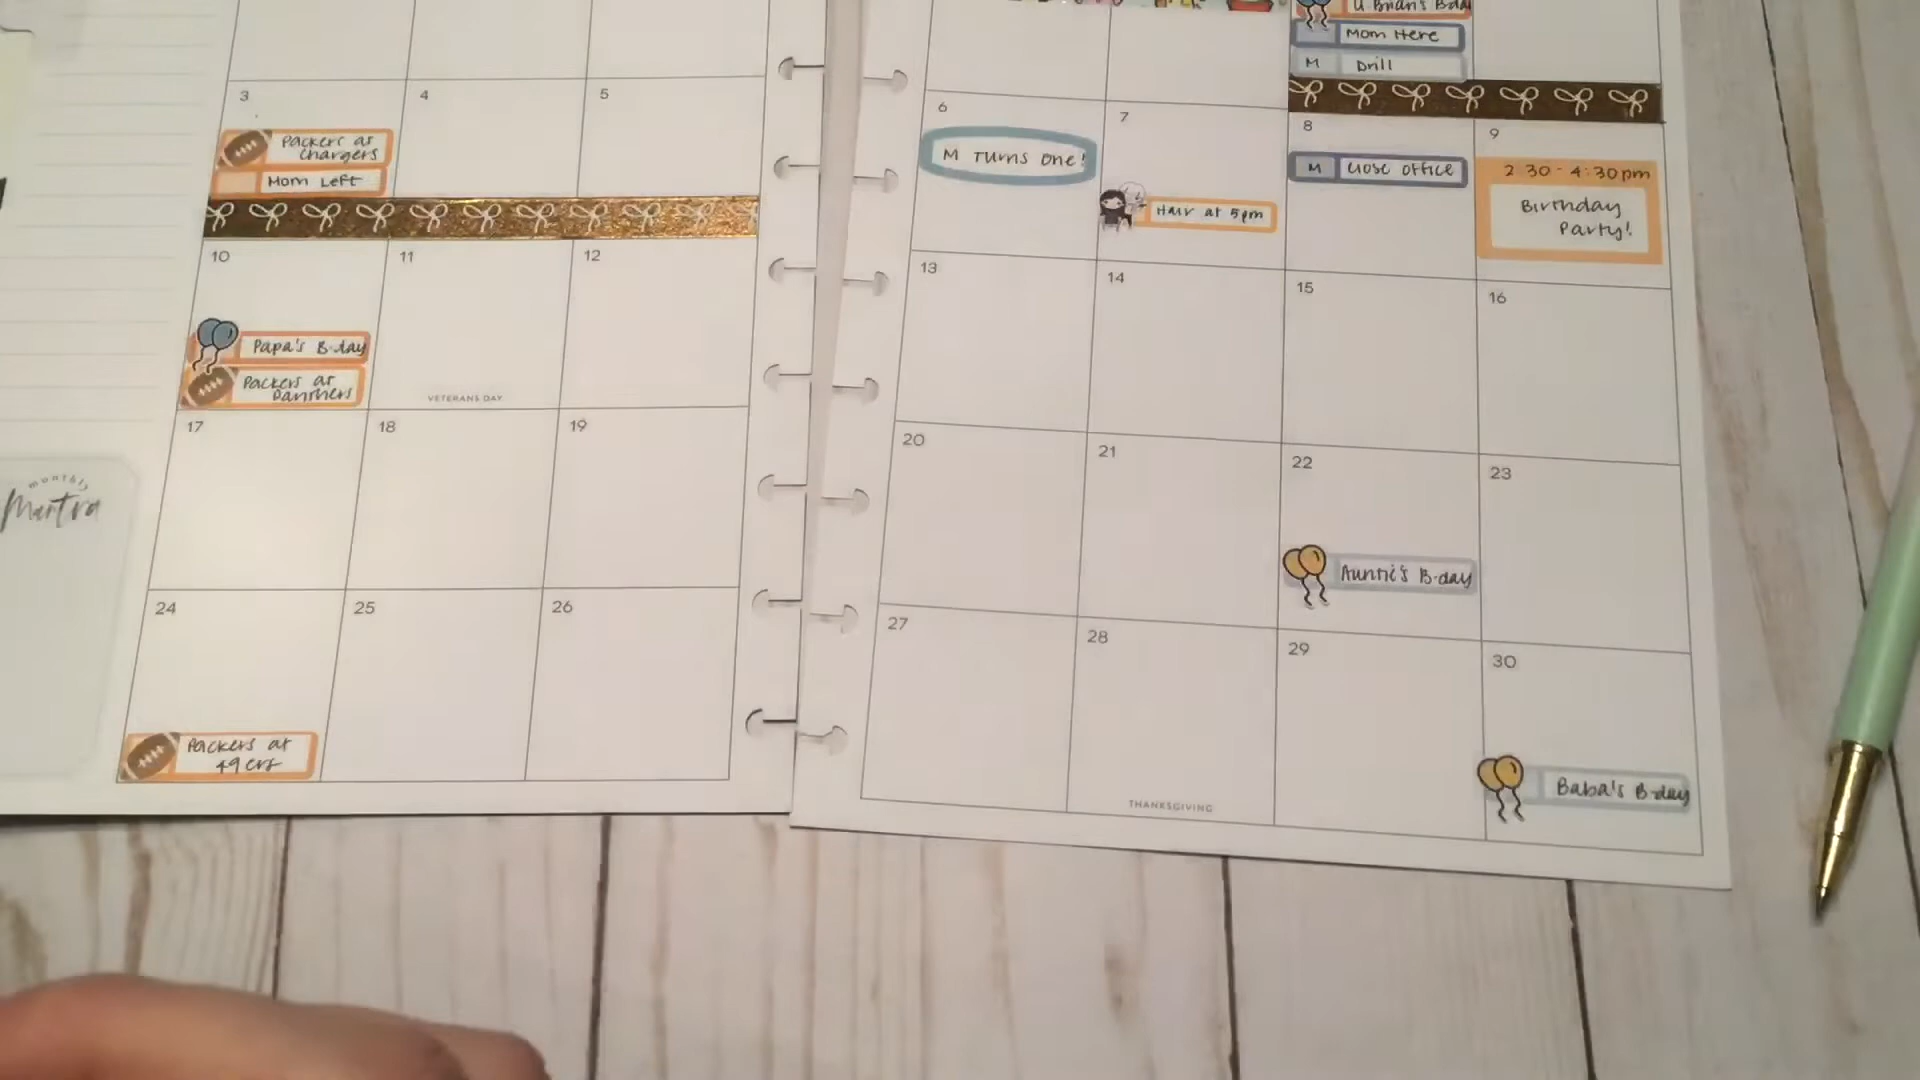 U Brian's B-day
Mom Here
M Drill
3
4
5
Packers at
Chargers
Mom Left
6
M Turns One!
7
Hair at 5pm
8
M Close Office
9
2:30 - 4:30pm
Birthday
Party!
10
Papa's B-day
Packers at
Panthers
11
VETERANS DAY
12
13
14
15
16
monthly
Mantra
17
18
19
20
21
22
Auntie's B-day
23
24
Packers at
49ers
25
26
27
28
THANKSGIVING
29
30
Baba's B-day